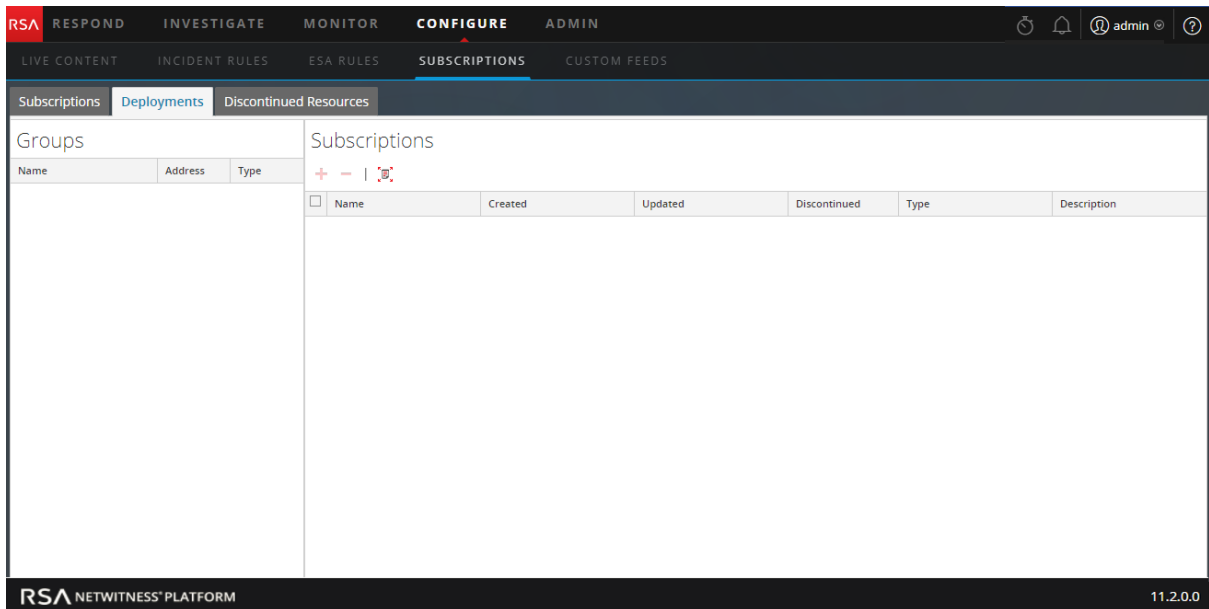 RSA RESPOND INVESTIGATE MONITOR CONFIGURE ADMIN admin ?
LIVE CONTENT INCIDENT RULES ESA RULES SUBSCRIPTIONS CUSTOM FEEDS
Subscriptions Deployments Discontinued Resources
Groups
Name Address Type
Subscriptions
Name Created Updated Discontinued Type Description
RSA NETWITNESS® PLATFORM 11.2.0.0